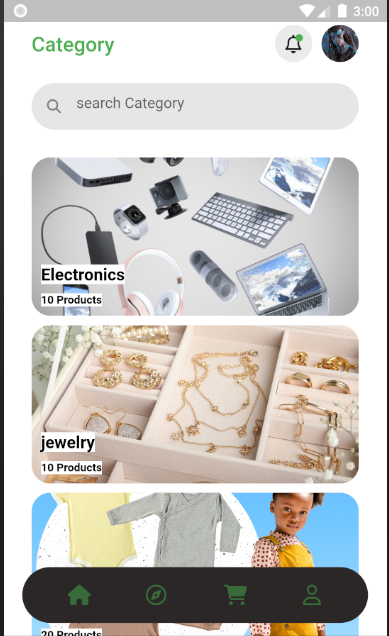 3:00
Category
search Category
Electronics
10 Products
jewelry
10 Products
20 Products